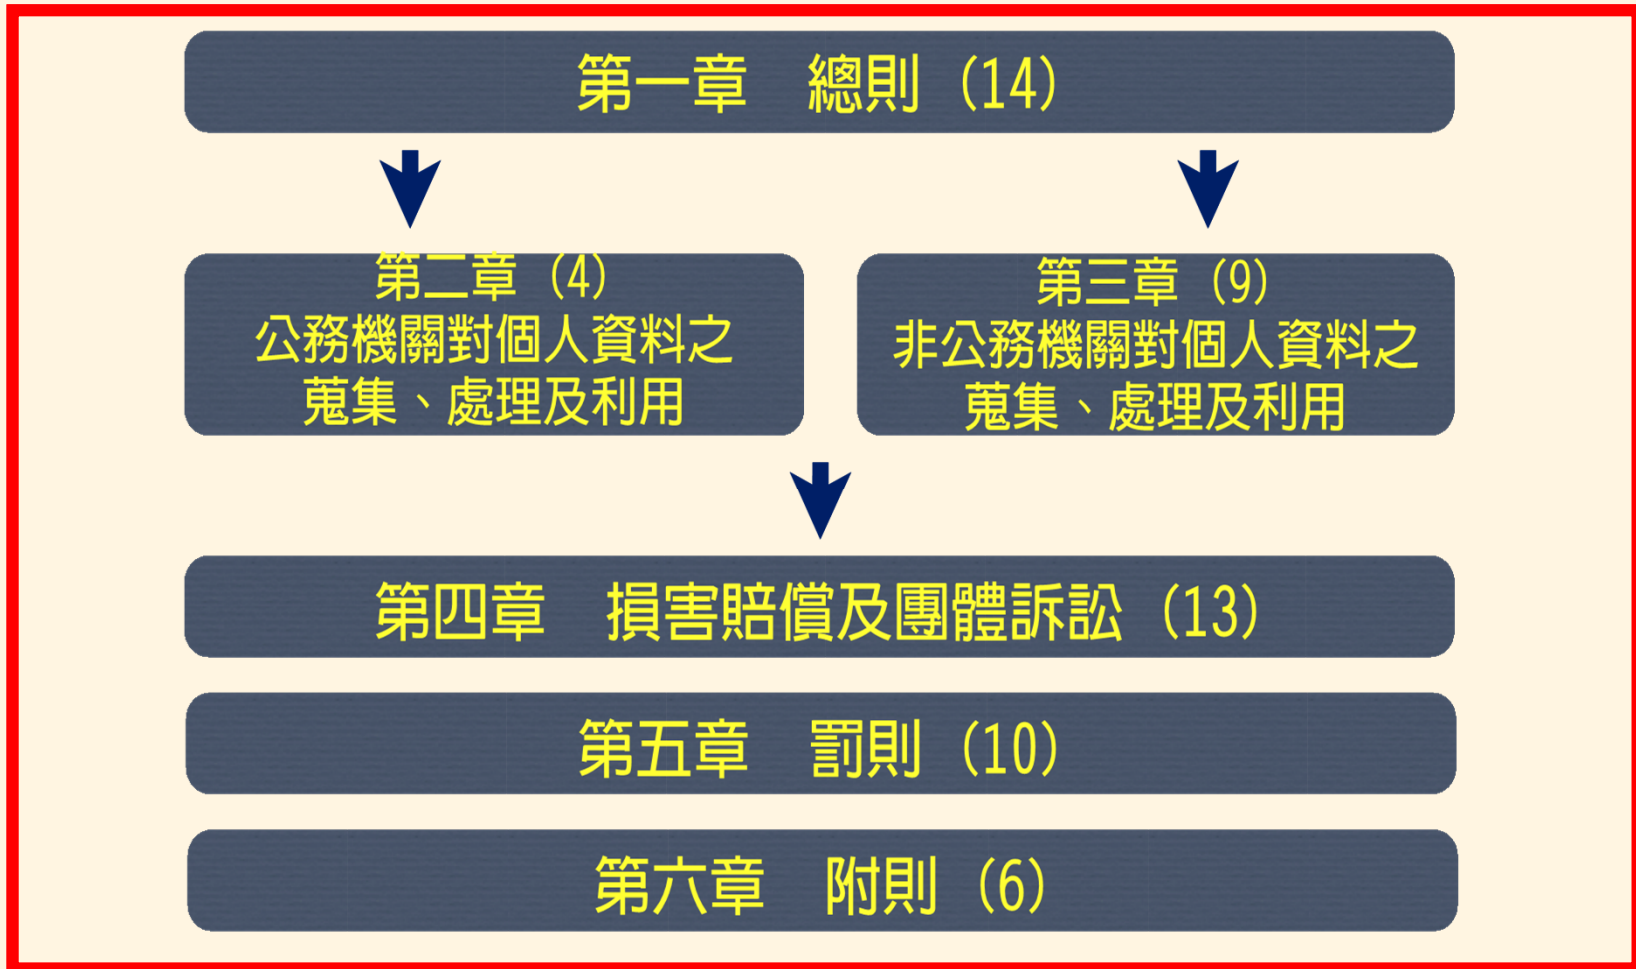 第一章　總則 (14)
第二章 (4)
公務機關對個人資料之
蒐集、處理及利用
第三章 (9)
非公務機關對個人資料之
蒐集、處理及利用
第四章　損害賠償及團體訴訟 (13)
第五章　罰則 (10)
第六章　附則 (6)